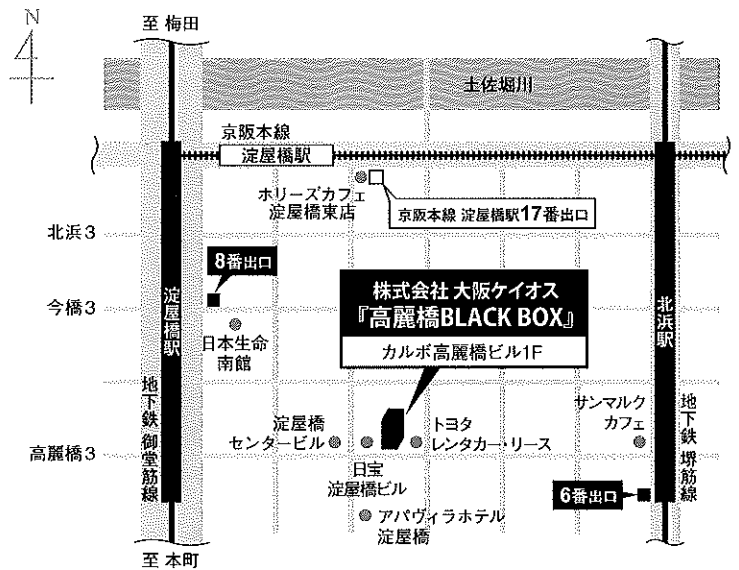 N
至 梅田
土佐堀川
京阪本線
淀屋橋駅
ホリーズカフェ
淀屋橋東店
京阪本線 淀屋橋駅17番出口
北浜3
8番出口
今橋3
淀屋橋駅
日本生命
南館
株式会社 大阪ケイオス
『高麗橋BLACK BOX』
カルボ高麗橋ビル1F
北浜駅
地下鉄 御堂筋線
淀屋橋
センタービル
トヨタ
レンタカー・リース
サンマルク
カフェ
地下鉄 堺筋線
高麗橋3
日宝
淀屋橋ビル
6番出口
アパヴィラホテル
淀屋橋
至 本町